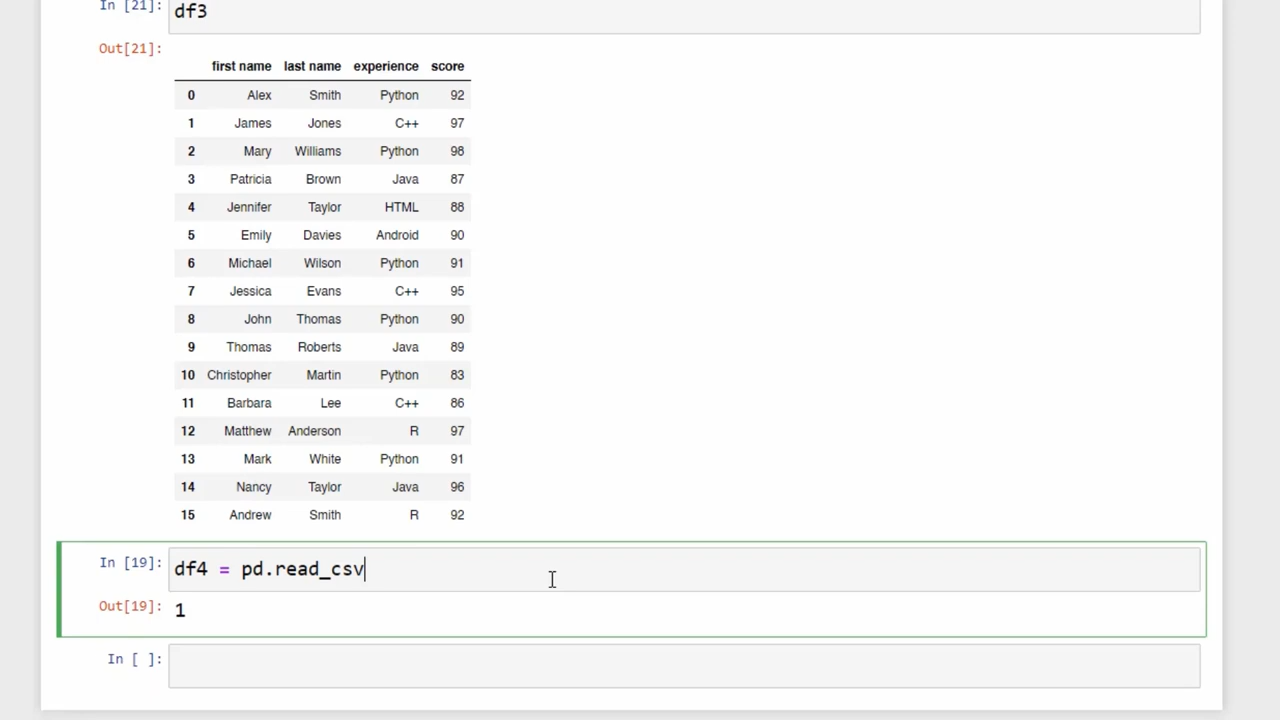 In [21]: df3
Out[21]:
first name last name experience score
0 Alex Smith Python 92
1 James Jones C++ 97
2 Mary Williams Python 98
3 Patricia Brown Java 87
4 Jennifer Taylor HTML 88
5 Emily Davies Android 90
6 Michael Wilson Python 91
7 Jessica Evans C++ 95
8 John Thomas Python 90
9 Thomas Roberts Java 89
10 Christopher Martin Python 83
11 Barbara Lee C++ 86
12 Matthew Anderson R 97
13 Mark White Python 91
14 Nancy Taylor Java 96
15 Andrew Smith R 92
In [19]: df4 = pd.read_csv
Out[19]: 1
In [ ]: